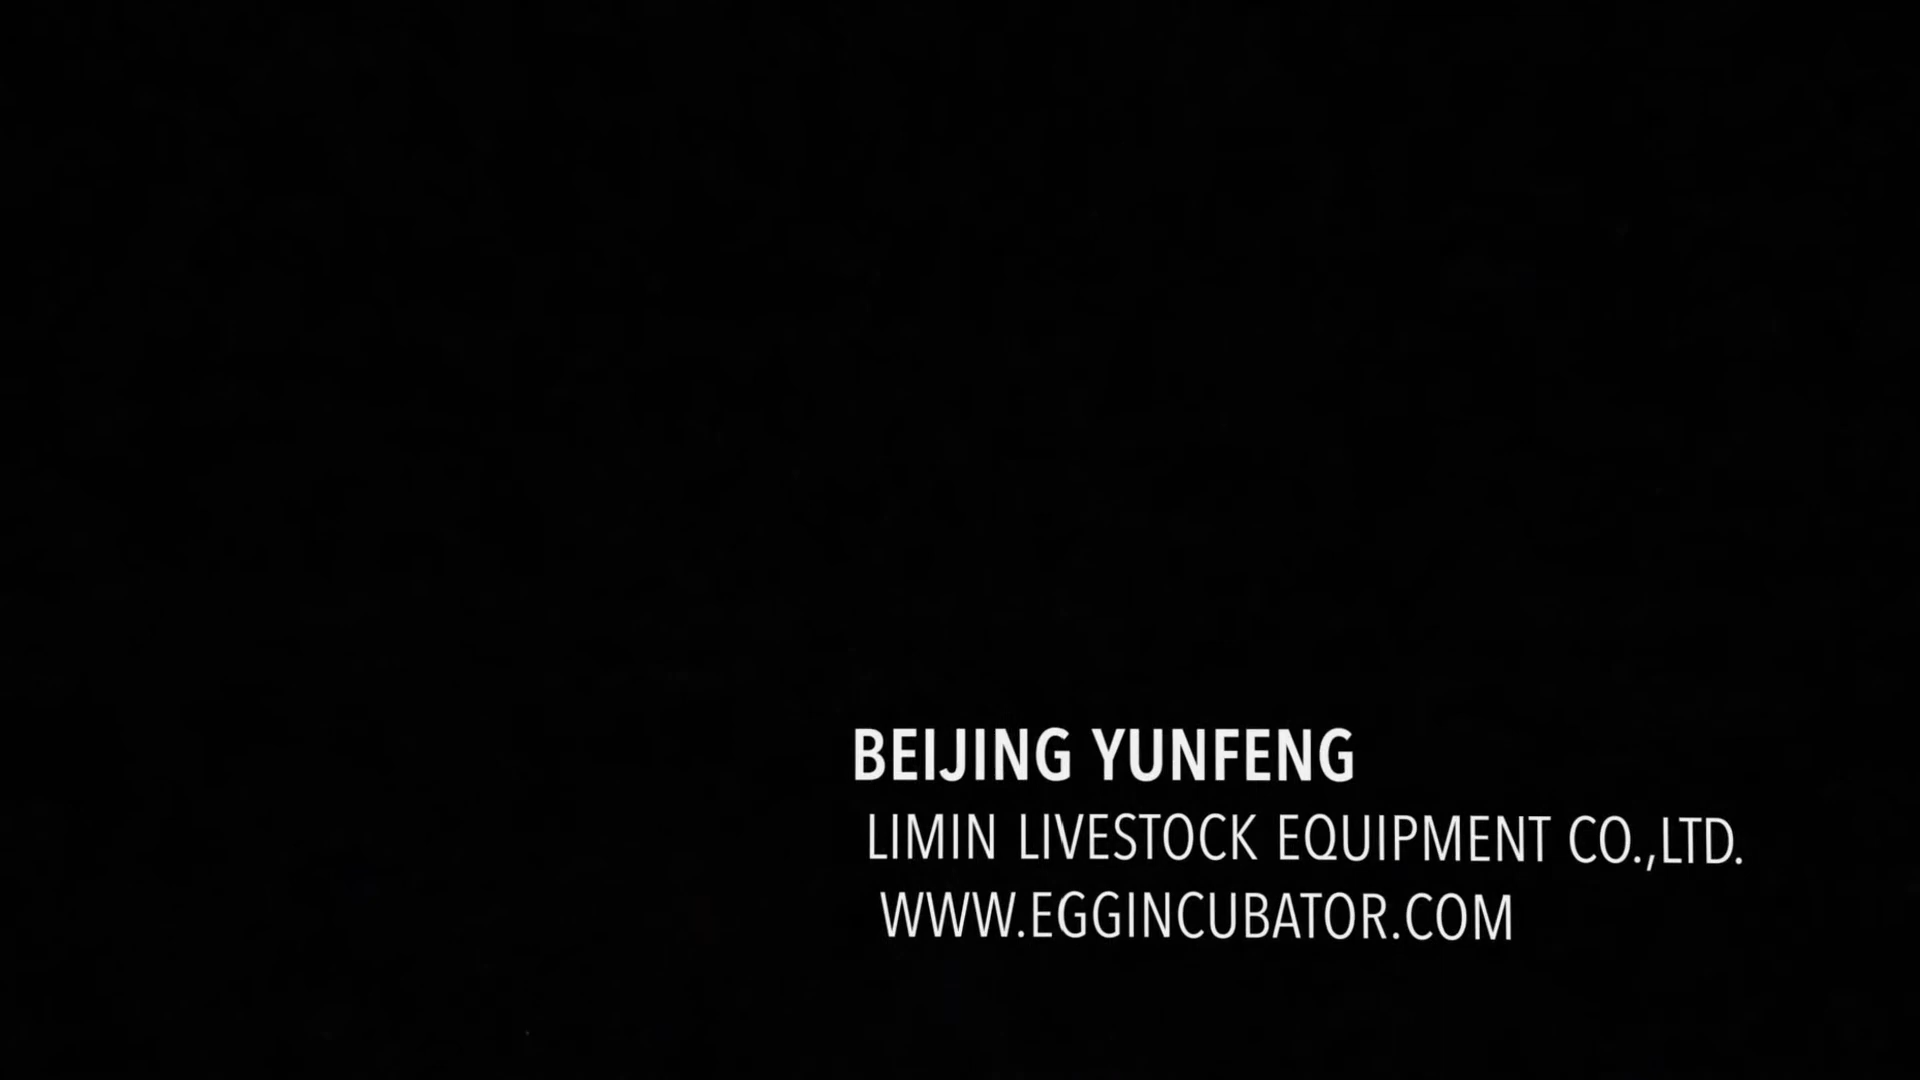 BEIJING YUNFENG
LIMIN LIVESTOCK EQUIPMENT CO.,LTD.
WWW.EGGINCUBATOR.COM